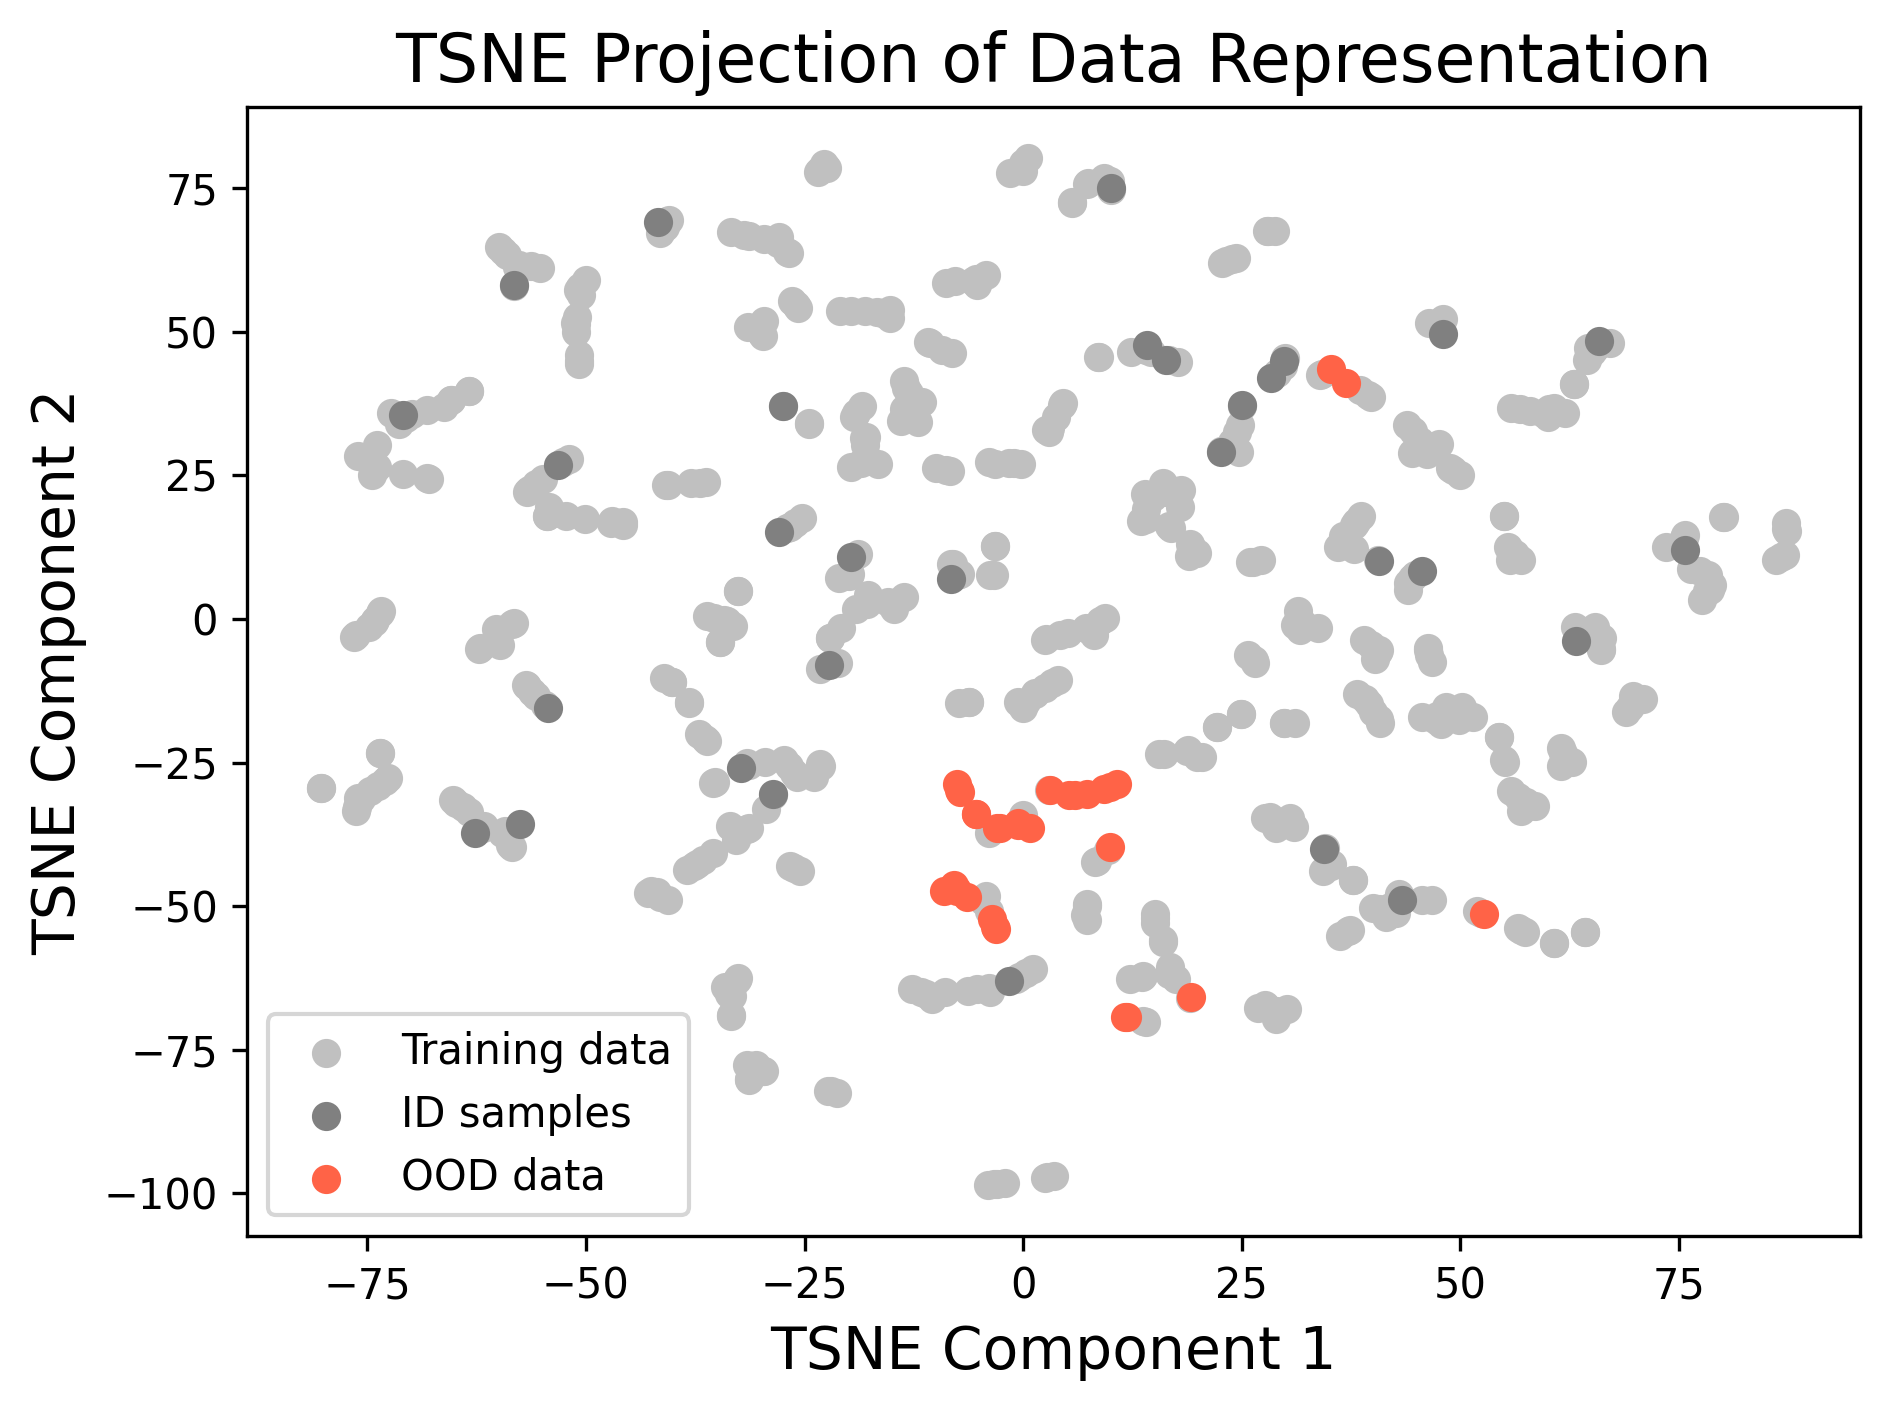 TSNE Projection of Data Representation
TSNE Component 2
75
50
25
0
−25
−50
−75
−100
Training data
ID samples
OOD data
−75 −50 −25 0 25 50 75
TSNE Component 1